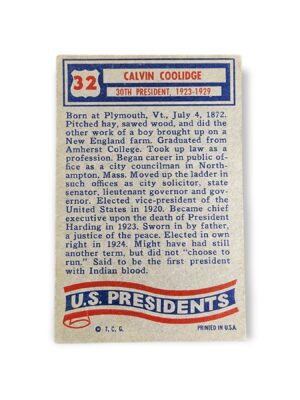 32
CALVIN COOLIDGE
30TH PRESIDENT, 1923-1929
Born at Plymouth, Vt., July 4, 1872.
Pitched hay, sawed wood, and did the
other work of a boy brought up on a
New England farm. Graduated from
Amherst College. Took up law as a
profession. Began career in public of-
fice as a city councilman in North-
ampton, Mass. Moved up the ladder in
such offices as city solicitor, state
senator, lieutenant governor and gov-
ernor. Elected vice-president of the
United States in 1920. Became chief
executive upon the death of President
Harding in 1923. Sworn in by father,
a justice of the peace. Elected in own
right in 1924. Might have had still
another term, but did not "choose to
run." Said to be the first president
with Indian blood.
U.S. PRESIDENTS
© T. C. G.
PRINTED IN U.S.A.